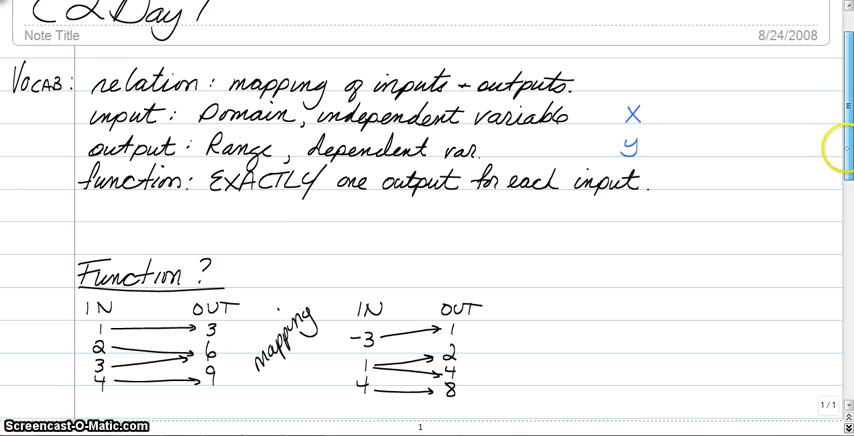 C2 Day 1
Note Title
8/24/2008
VOCAB: relation: mapping of inputs + outputs.
input: Domain, independent variable X
output: Range, dependent var. y
function: EXACTLY one output for each input.
Function?
IN OUT
1 3
2 6
3 9
4
mapping
IN OUT
-3 1
1 2
4 4
8
1 / 1
1
Screencast-O-Matic.com